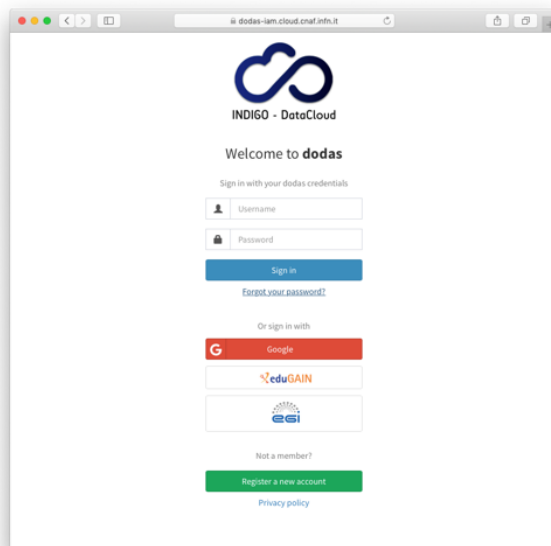 dodas-iam.cloud.cnaf.infn.it
INDIGO - DataCloud
Welcome to dodas
Sign in with your dodas credentials
Username
Password
Sign in
Forgot your password?
Or sign in with
G Google
eduGAIN
eGI
Not a member?
Register a new account
Privacy policy